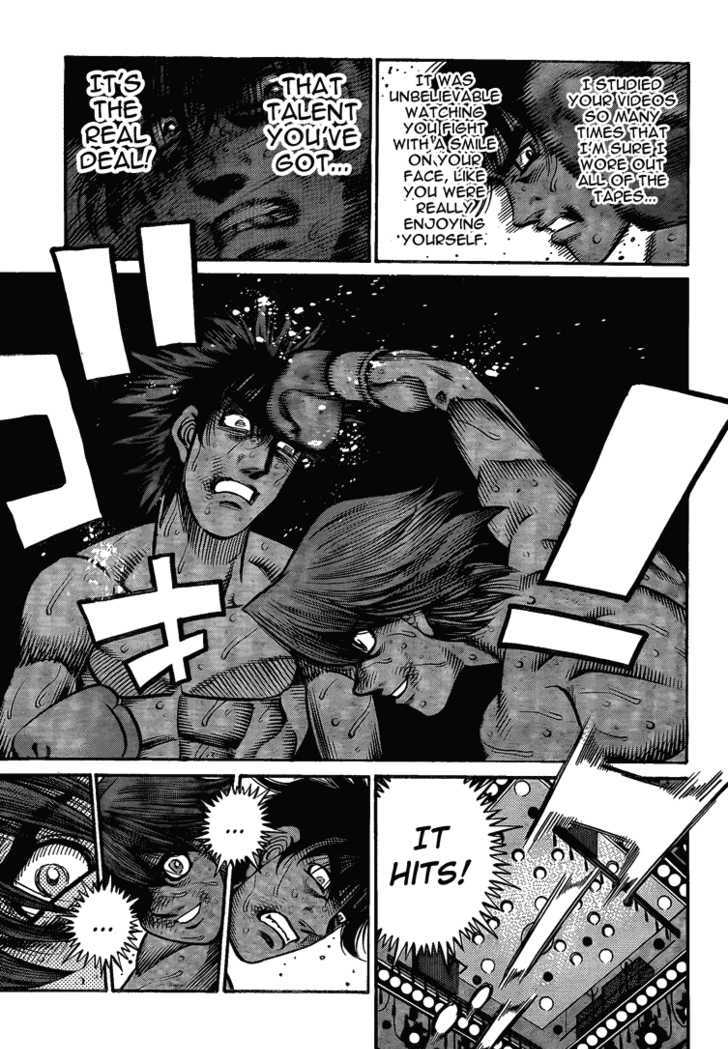 I STUDIED
YOUR VIDEOS
SO MANY
TIMES THAT
I'M SURE I
WORE OUT
ALL OF THE
TAPES...
IT WAS
UNBELIEVABLE
WATCHING
YOU FIGHT
WITH A SMILE
ON YOUR
FACE, LIKE
YOU WERE
REALLY
ENJOYING
YOURSELF.
THAT
TALENT
YOU'VE
GOT...
IT'S
THE
REAL
DEAL!
ゴキ
IT
HITS!
...
...